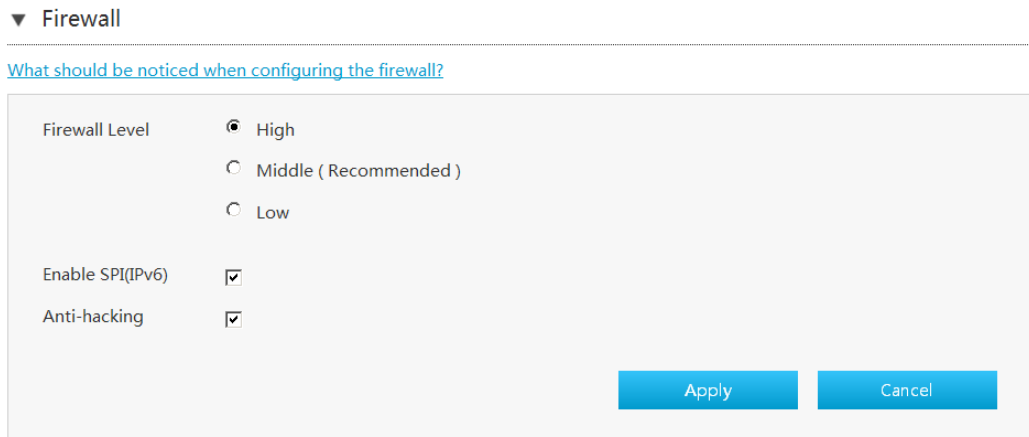 Firewall
What should be noticed when configuring the firewall?
Firewall Level
High
Middle ( Recommended )
Low
Enable SPI(IPv6)
Anti-hacking
Apply Cancel